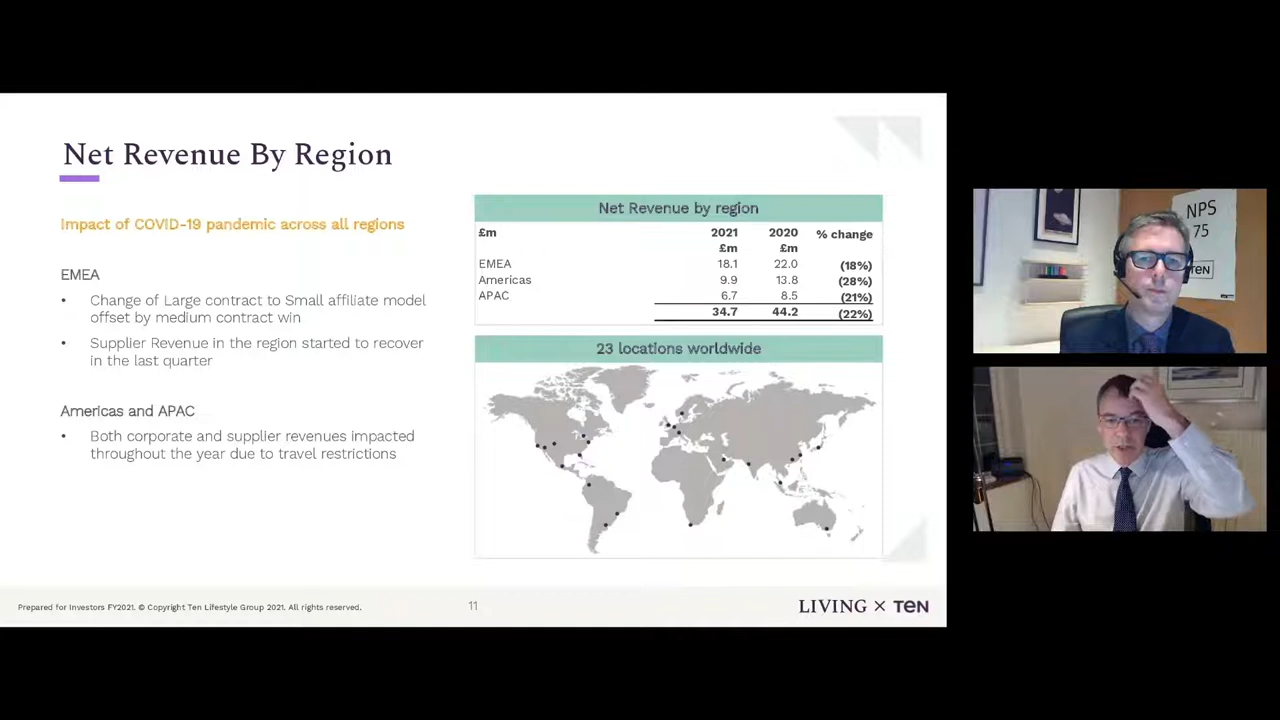 Net Revenue By Region
Impact of COVID-19 pandemic across all regions
EMEA
• Change of Large contract to Small affiliate model
offset by medium contract win
• Supplier Revenue in the region started to recover
in the last quarter
Americas and APAC
• Both corporate and supplier revenues impacted
throughout the year due to travel restrictions
Net Revenue by region
£m 2021 2020 % change
£m £m
EMEA 18.1 22.0 (18%)
Americas 9.9 13.8 (28%)
APAC 6.7 8.5 (21%)
34.7 44.2 (22%)
23 locations worldwide
Prepared for Investors FY2021. © Copyright Ten Lifestyle Group 2021. All rights reserved.
11
LIVING × TEN
NPS
75
TEN